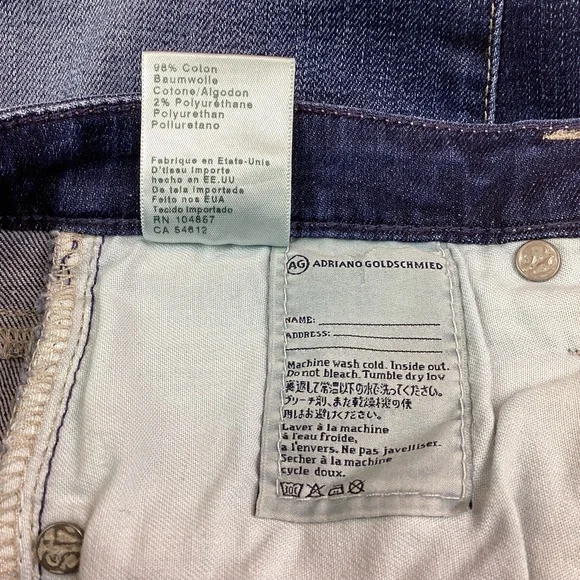 98% Coton
Baumwolle
Cotone/Algodon
2% Polyuréthane
Polyurethan
Poliuretano
Fabrique en Etats-Unis
D'tissu importe
hecho en EE.UU
De tela importada
Feito nos EUA
Tecido importado
RN 104857
CA 54612
AG ADRIANO GOLDSCHMIED
NAME:
ADDRESS:
Machine wash cold. Inside out.
Do not bleach. Tumble dry low
裏返して常温以下の水で洗ってください。
ブリーチ剤、また乾燥機の使
用はお避けください。
Laver à la machine
à l'eau froide,
a l'envers. Ne pas javelliser.
Secher à la machine
cycle doux.